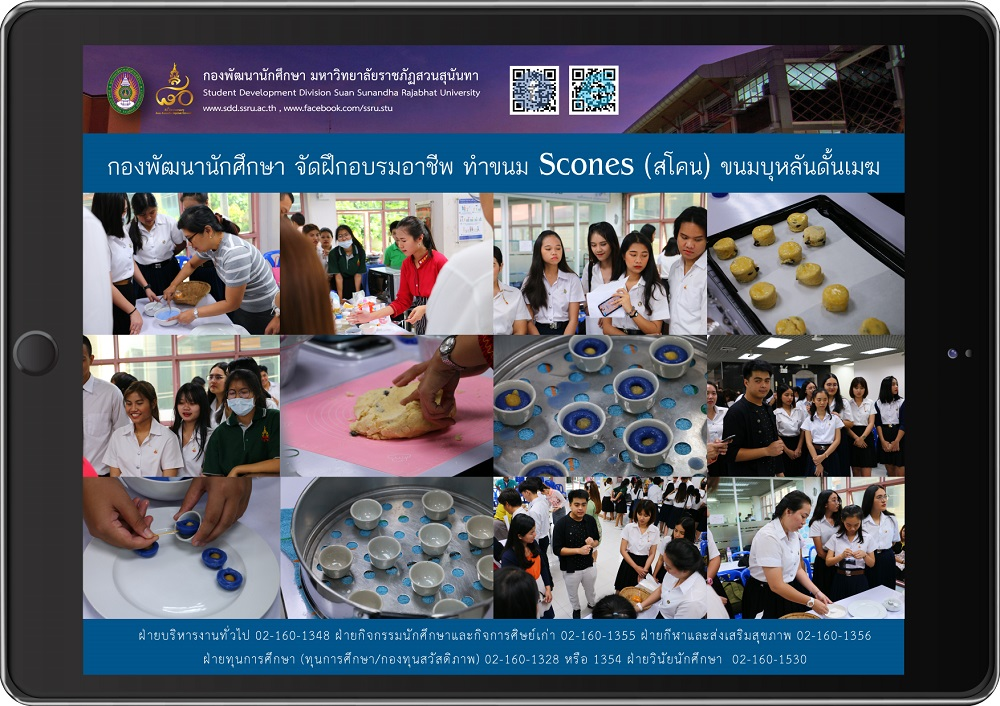 กองพัฒนานักศึกษา มหาวิทยาลัยราชภัฏสวนสุนันทา
Student Development Division Suan Sunandha Rajabhat University
www.sdd.ssru.ac.th , www.facebook.com/ssru.stu
กองพัฒนานักศึกษา จัดฝึกอบรมอาชีพ ทำขนม Scones (สโคน) ขนมบุหลันดั้นเมฆ
ฝ่ายบริหารงานทั่วไป 02-160-1348 ฝ่ายกิจกรรมนักศึกษาและกิจการศิษย์เก่า 02-160-1355 ฝ่ายกีฬาและส่งเสริมสุขภาพ 02-160-1356
ฝ่ายทุนการศึกษา (ทุนการศึกษา/กองทุนสวัสดิภาพ) 02-160-1328 หรือ 1354 ฝ่ายวินัยนักศึกษา 02-160-1530